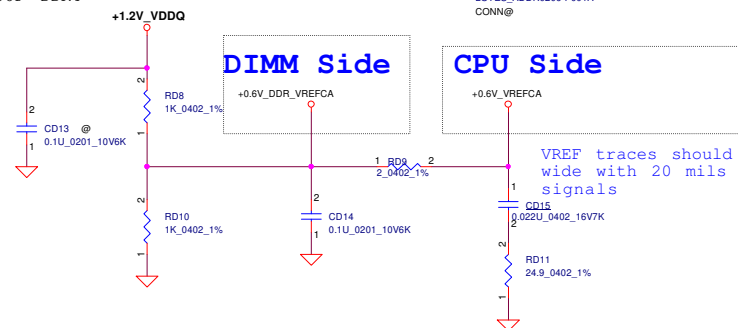 +1.2V_VDDQ
CONN@
DIMM Side
CPU Side
+0.6V_DDR_VREFCA
+0.6V_VREFCA
2
RD8
1K_0402_1%
1
2
CD13 @
1
0.1U_0201_10V6K
1 RD9 2
2_0402_1%
VREF traces should
wide with 20 mils
signals
2
RD10
1K_0402_1%
1
2
CD14
1
0.1U_0201_10V6K
1
CD15
0.022U_0402_16V7K
2
2
RD11
24.9_0402_1%
1